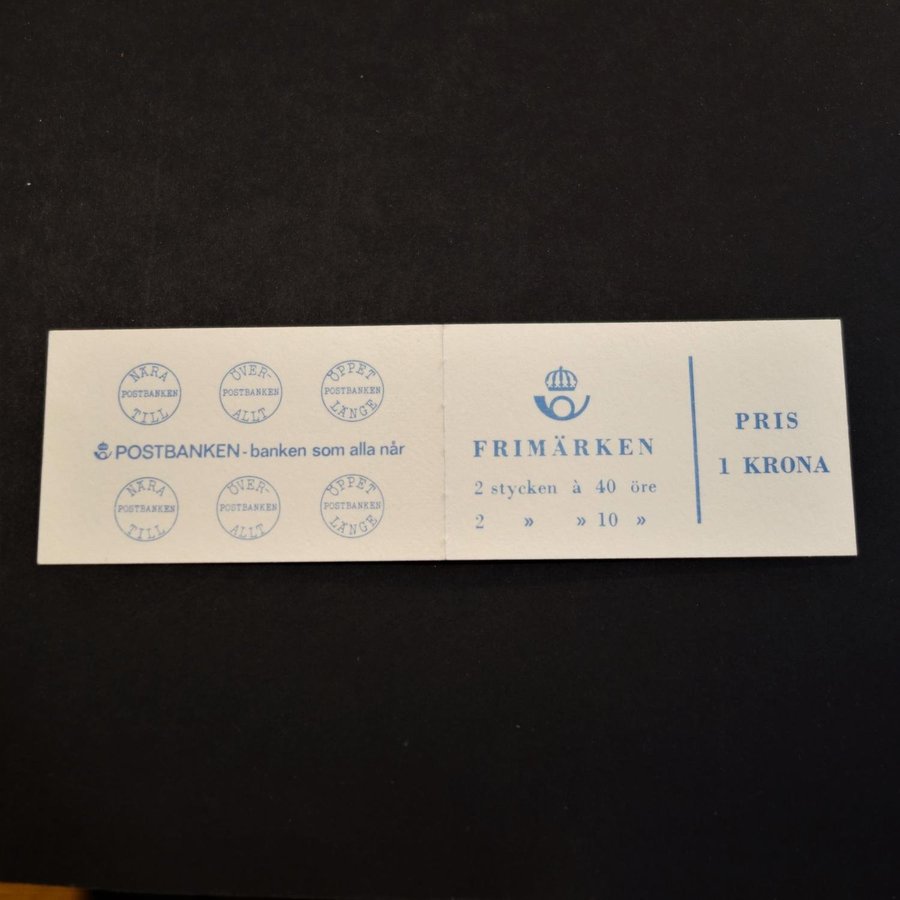 NÄRA
POSTBANKEN
TILL
ÖVER-
POSTBANKEN
ALLT
ÖPPET
POSTBANKEN
LÄNGE
POSTBANKEN - banken som alla når
NÄRA
POSTBANKEN
TILL
ÖVER-
POSTBANKEN
ALLT
ÖPPET
POSTBANKEN
LÄNGE
FRIMÄRKEN
2 stycken à 40 öre
2 » » 10 »
PRIS
1 KRONA